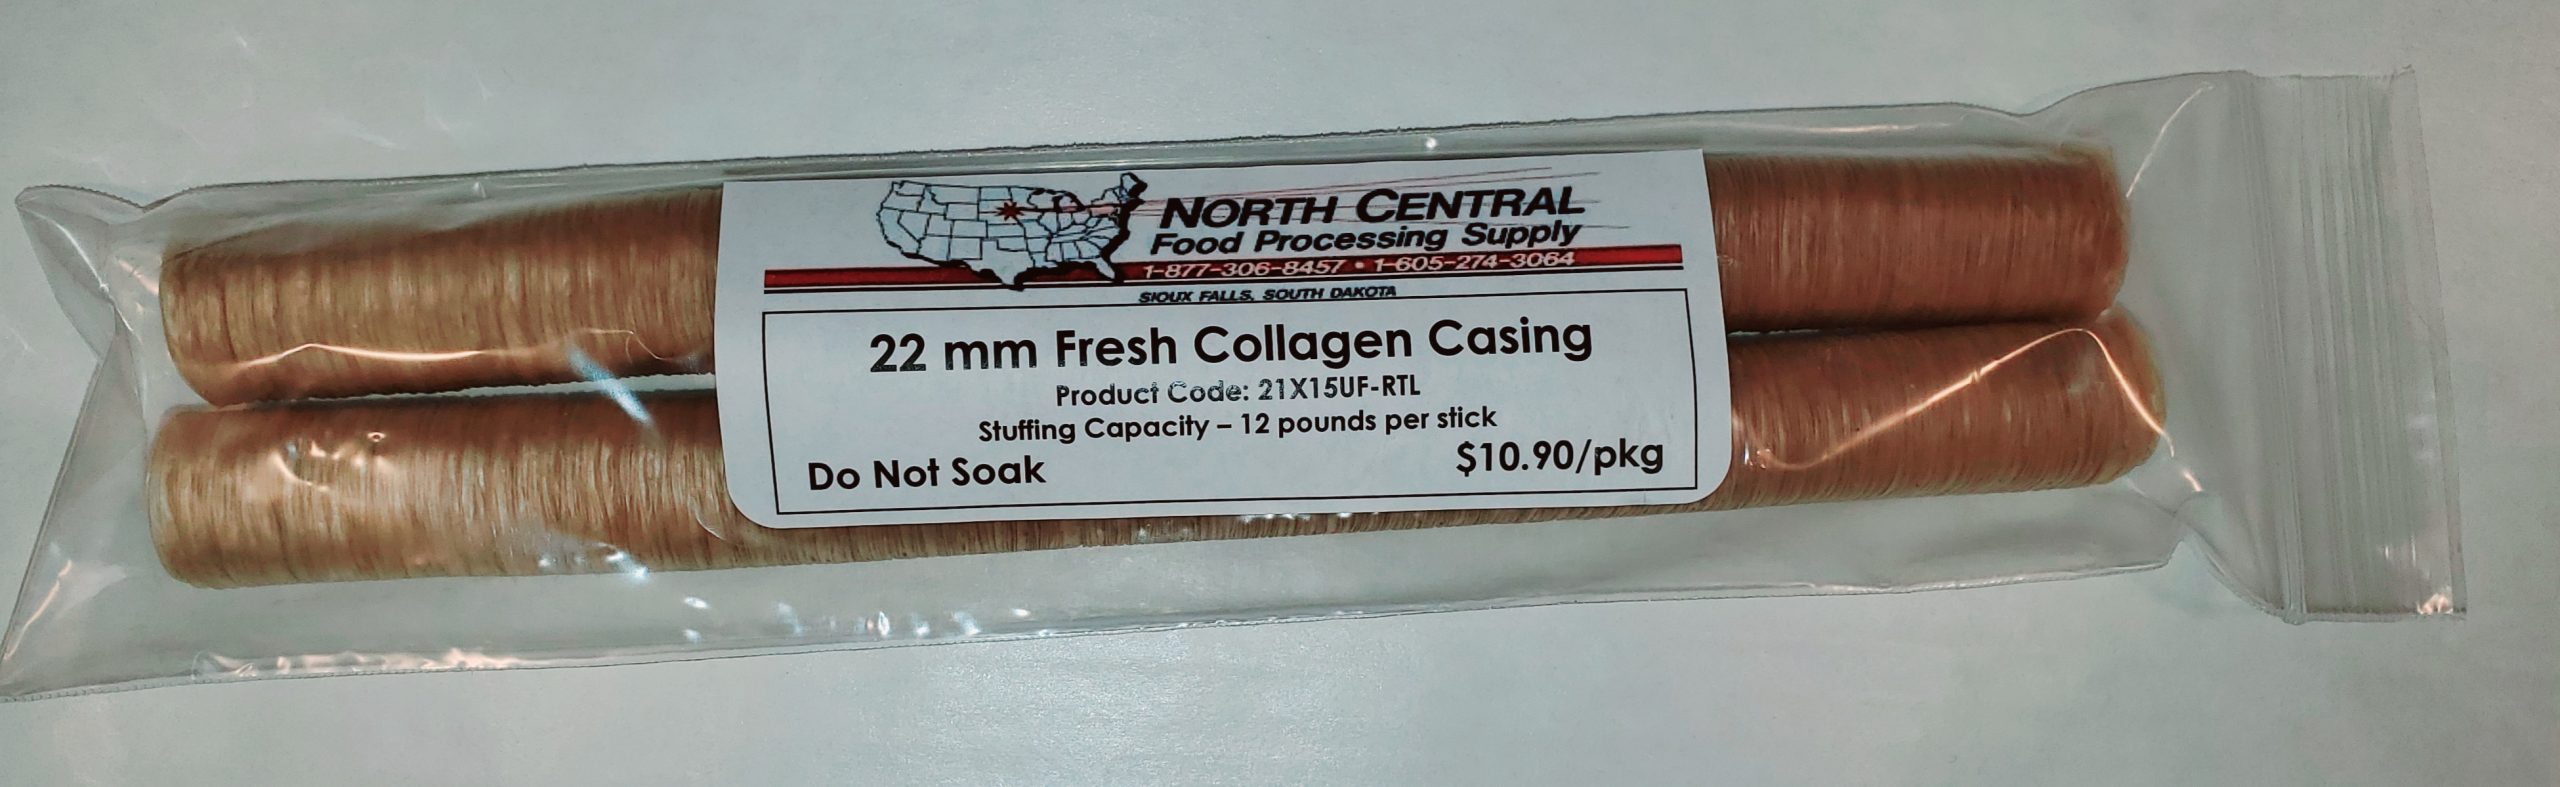 NORTH CENTRAL
Food Processing Supply
1-877-306-8457 • 1-605-274-3064
SIOUX FALLS, SOUTH DAKOTA
22 mm Fresh Collagen Casing
Product Code: 21X15UF-RTL
Stuffing Capacity – 12 pounds per stick
Do Not Soak $10.90/pkg